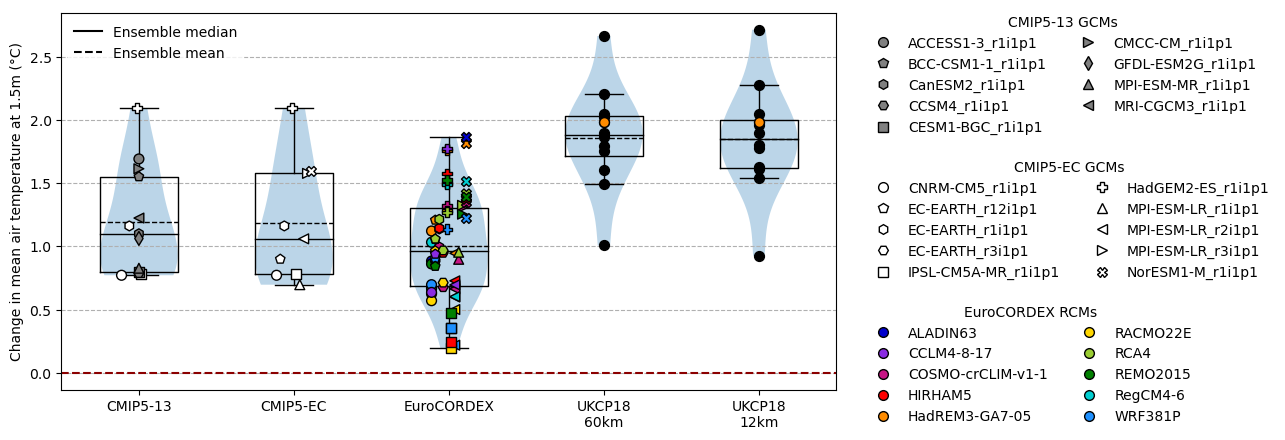 Change in mean air temperature at 1.5m (°C)
2.5
2.0
1.5
1.0
0.5
0.0
Ensemble median
Ensemble mean
CMIP5-13
CMIP5-EC
EuroCORDEX
UKCP18
60km
UKCP18
12km
CMIP5-13 GCMs
ACCESS1-3_r1i1p1
BCC-CSM1-1_r1i1p1
CanESM2_r1i1p1
CCSM4_r1i1p1
CESM1-BGC_r1i1p1
CMCC-CM_r1i1p1
GFDL-ESM2G_r1i1p1
MPI-ESM-MR_r1i1p1
MRI-CGCM3_r1i1p1
CMIP5-EC GCMs
CNRM-CM5_r1i1p1
EC-EARTH_r12i1p1
EC-EARTH_r1i1p1
EC-EARTH_r3i1p1
IPSL-CM5A-MR_r1i1p1
HadGEM2-ES_r1i1p1
MPI-ESM-LR_r1i1p1
MPI-ESM-LR_r2i1p1
MPI-ESM-LR_r3i1p1
NorESM1-M_r1i1p1
EuroCORDEX RCMs
ALADIN63
CCLM4-8-17
COSMO-crCLIM-v1-1
HIRHAM5
HadREM3-GA7-05
RACMO22E
RCA4
REMO2015
RegCM4-6
WRF381P